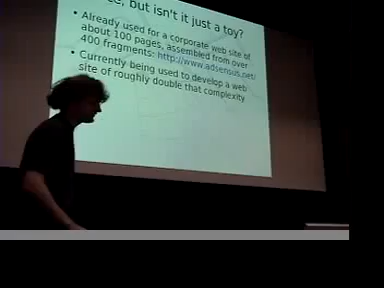 but isn't it just a toy?
• Already used for a corporate web site of
about 100 pages, assembled from over
400 fragments: http://www.adsensus.net/
• Currently being used to develop a web
site of roughly double that complexity